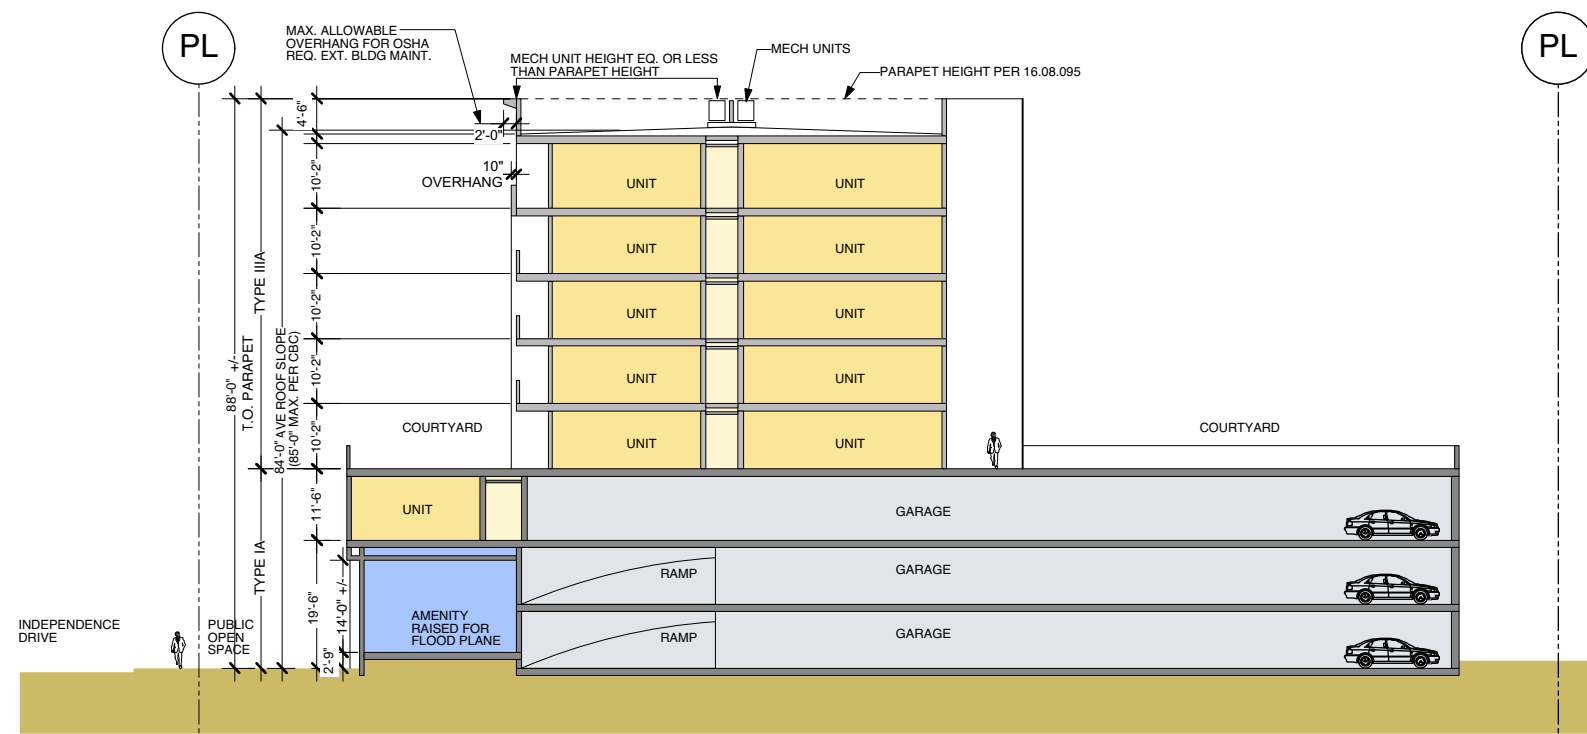 PL
PL
MAX. ALLOWABLE
OVERHANG FOR OSHA
REQ. EXT. BLDG MAINT.
MECH UNIT HEIGHT EQ. OR LESS
THAN PARAPET HEIGHT
MECH UNITS
PARAPET HEIGHT PER 16.08.095
4'-6"
2'-0"
10"
OVERHANG
10'-2"
10'-2"
10'-2"
10'-2"
10'-2"
11'-6"
19'-6"
14'-0" +/-
2'-9"
88'-0" +/-
T.O. PARAPET
TYPE IIIA
TYPE IA
84'-0" AVE ROOF SLOPE
(85'-0" MAX. PER CBC)
UNIT
UNIT
UNIT
UNIT
UNIT
UNIT
UNIT
UNIT
COURTYARD
UNIT
UNIT
COURTYARD
UNIT
GARAGE
RAMP
GARAGE
AMENITY
RAISED FOR
FLOOD PLANE
RAMP
GARAGE
INDEPENDENCE
DRIVE
PUBLIC
OPEN
SPACE